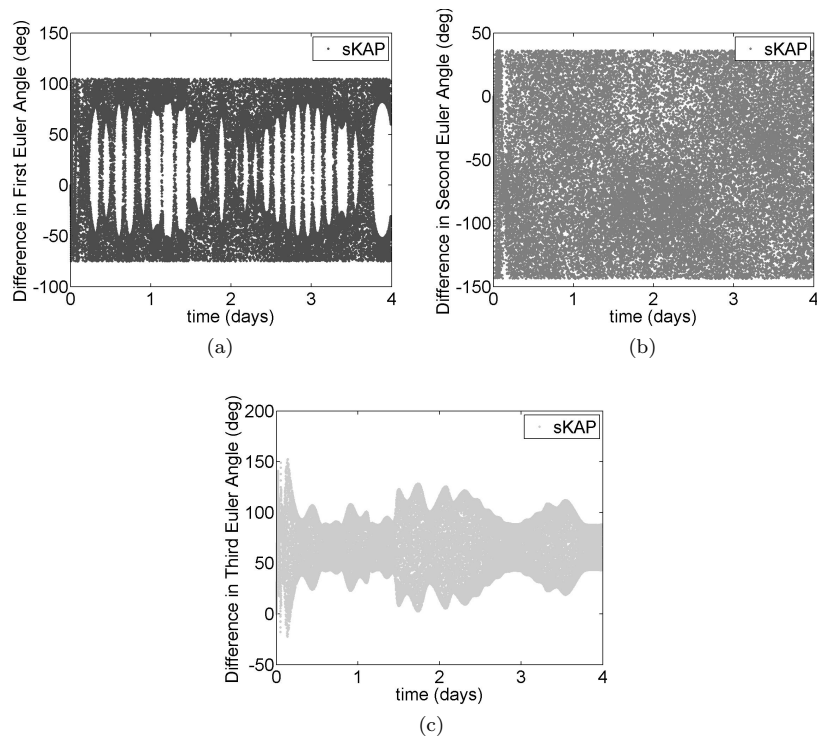 Difference in First Euler Angle (deg)
150
100
50
0
-50
-100
0 1 2 3 4
time (days)
sKAP
(a)
Difference in Second Euler Angle (deg)
50
0
-50
-100
-150
0 1 2 3 4
time (days)
sKAP
(b)
Difference in Third Euler Angle (deg)
200
150
100
50
0
-50
0 1 2 3 4
time (days)
sKAP
(c)